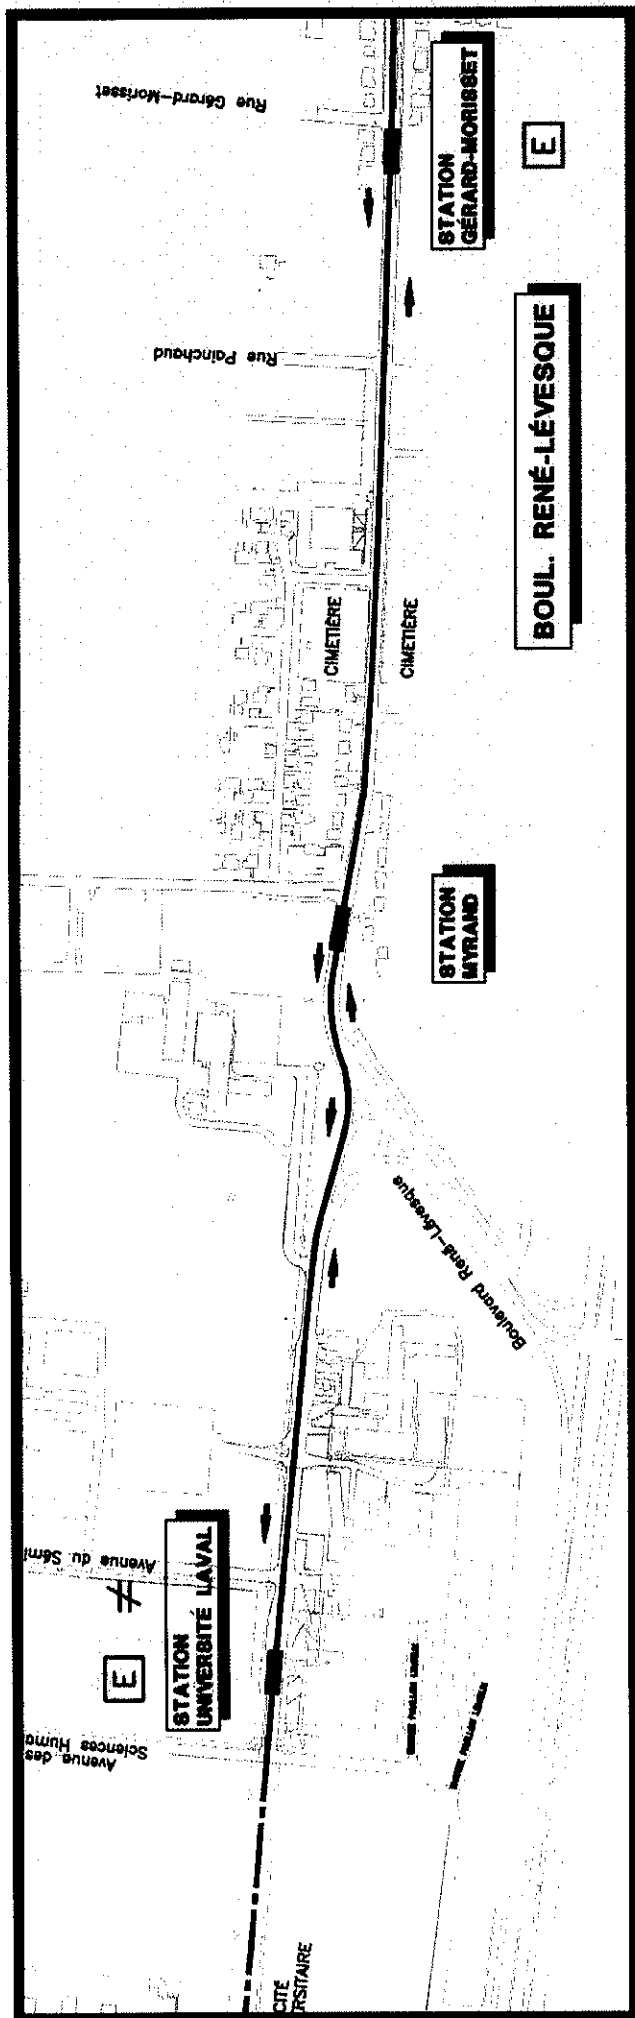 Rue Gérard-Morisset
STATION
GÉRARD-MORISSET
E
Rue Painchaud
BOUL. RENÉ-LÉVESQUE
CIMETIÈRE
CIMETIÈRE
STATION
MYRAND
Boulevard René-Lévesque
Avenue du Sémi
STATION
UNIVERSITÉ LAVAL
E
Avenue des
Sciences Huma
CITÉ
ERSITAIRE